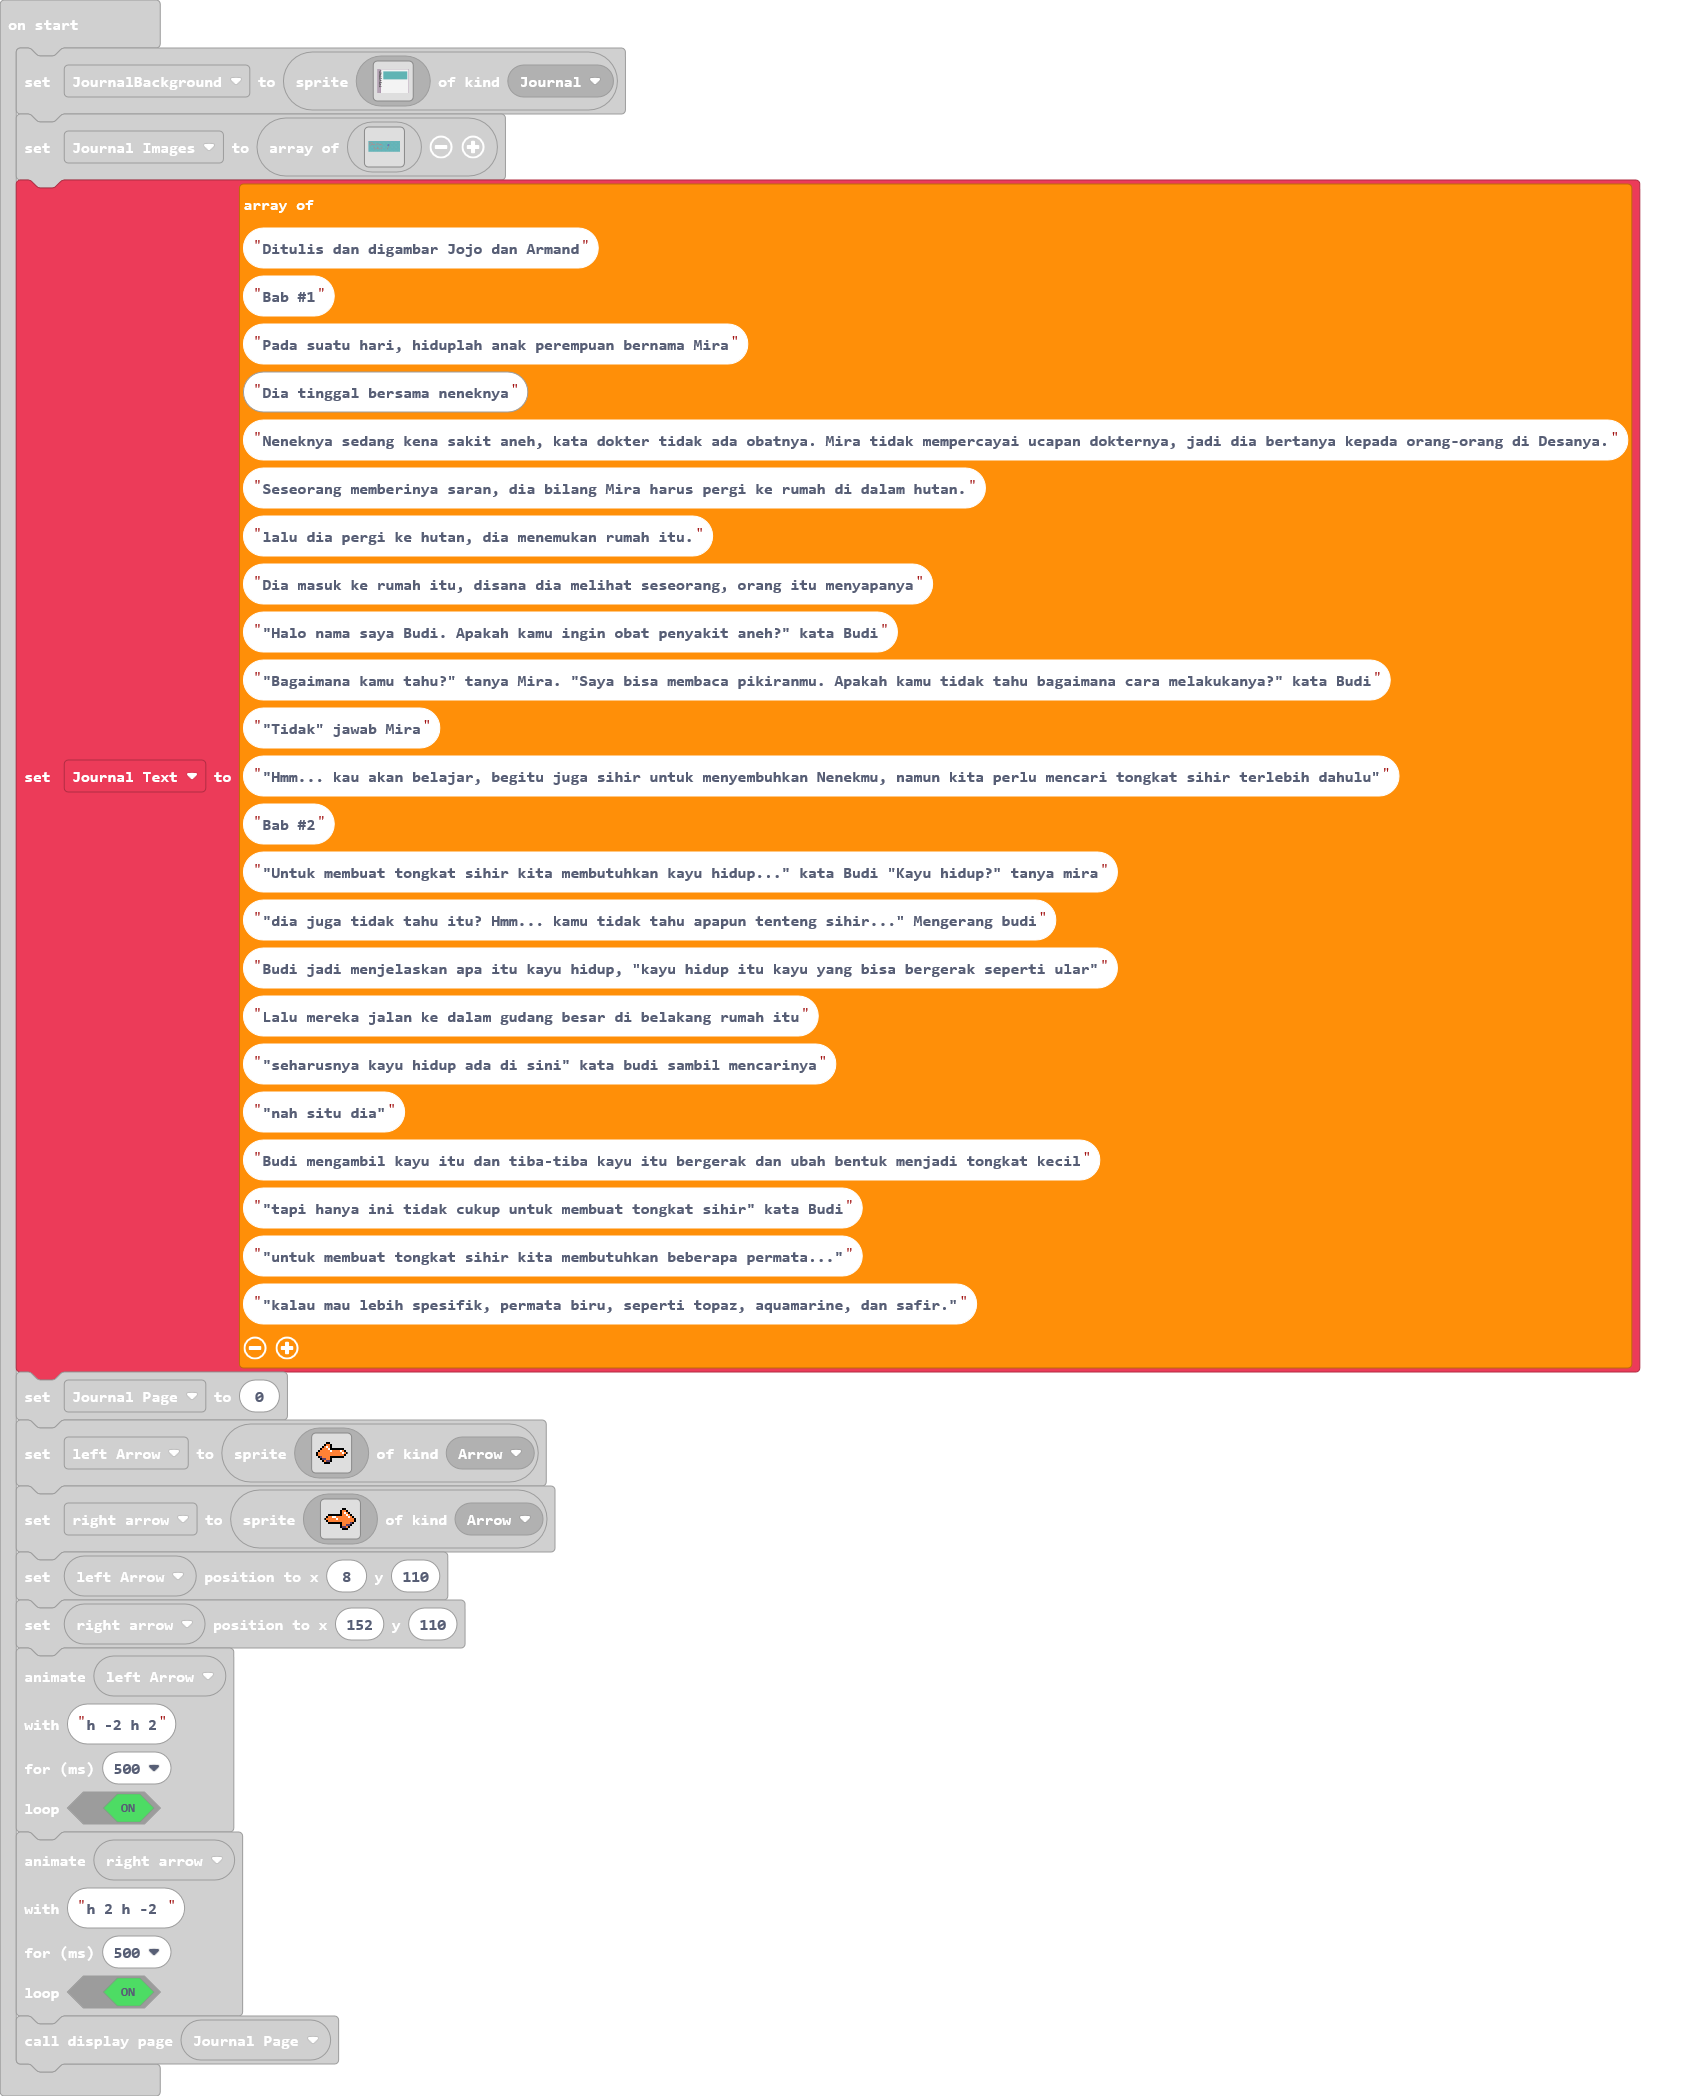 on start
set JournalBackground to sprite of kind Journal
set Journal Images to array of
array of
"Ditulis dan digambar Jojo dan Armand"
"Bab #1"
"Pada suatu hari, hiduplah anak perempuan bernama Mira"
"Dia tinggal bersama neneknya"
"Neneknya sedang kena sakit aneh, kata dokter tidak ada obatnya. Mira tidak mempercayai ucapan dokternya, jadi dia bertanya kepada orang-orang di Desanya."
"Seseorang memberinya saran, dia bilang Mira harus pergi ke rumah di dalam hutan."
"lalu dia pergi ke hutan, dia menemukan rumah itu."
"Dia masuk ke rumah itu, disana dia melihat seseorang, orang itu menyapanya"
""Halo nama saya Budi. Apakah kamu ingin obat penyakit aneh?" kata Budi"
""Bagaimana kamu tahu?" tanya Mira. "Saya bisa membaca pikiranmu. Apakah kamu tidak tahu bagaimana cara melakukanya?" kata Budi"
""Tidak" jawab Mira"
set Journal Text to ""Hmm... kau akan belajar, begitu juga sihir untuk menyembuhkan Nenekmu, namun kita perlu mencari tongkat sihir terlebih dahulu""
"Bab #2"
""Untuk membuat tongkat sihir kita membutuhkan kayu hidup..." kata Budi "Kayu hidup?" tanya mira"
""dia juga tidak tahu itu? Hmm... kamu tidak tahu apapun tenteng sihir..." Mengerang budi"
"Budi jadi menjelaskan apa itu kayu hidup, "kayu hidup itu kayu yang bisa bergerak seperti ular""
"Lalu mereka jalan ke dalam gudang besar di belakang rumah itu"
""seharusnya kayu hidup ada di sini" kata budi sambil mencarinya"
""nah situ dia""
"Budi mengambil kayu itu dan tiba-tiba kayu itu bergerak dan ubah bentuk menjadi tongkat kecil"
""tapi hanya ini tidak cukup untuk membuat tongkat sihir" kata Budi"
""untuk membuat tongkat sihir kita membutuhkan beberapa permata...""
""kalau mau lebih spesifik, permata biru, seperti topaz, aquamarine, dan safir.""
set Journal Page to 0
set left Arrow to sprite of kind Arrow
set right arrow to sprite of kind Arrow
set left Arrow position to x 8 y 110
set right arrow position to x 152 y 110
animate left Arrow
with "h -2 h 2"
for (ms) 500
loop ON
animate right arrow
with "h 2 h -2 "
for (ms) 500
loop ON
call display page Journal Page